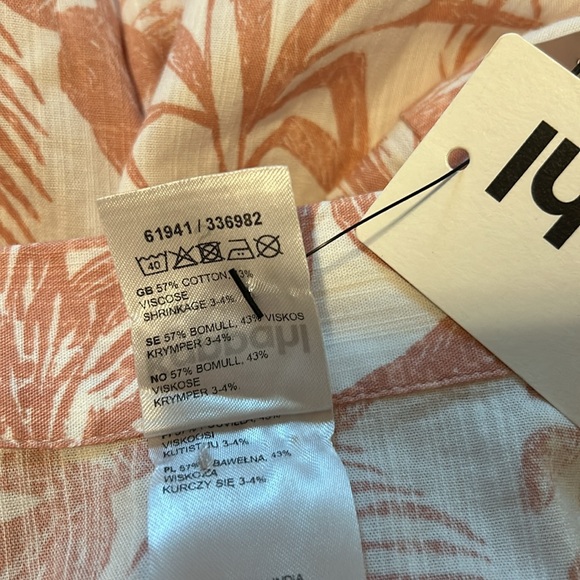 61941 / 336982
40
GB 57% COTTON, 43%
VISCOSE
SHRINKAGE 3-4%
SE 57% BOMULL, 43% VISKOS
KRYMPER 3-4%.
NO 57% BOMULL, 43%
VISKOSE
KRYMPER 3-4%.
VISKOOSI
KUTISTUU 3-4%
PL 57% BAWEŁNA, 43%
WISKOZA
KURCZY SIĘ 3-4%.